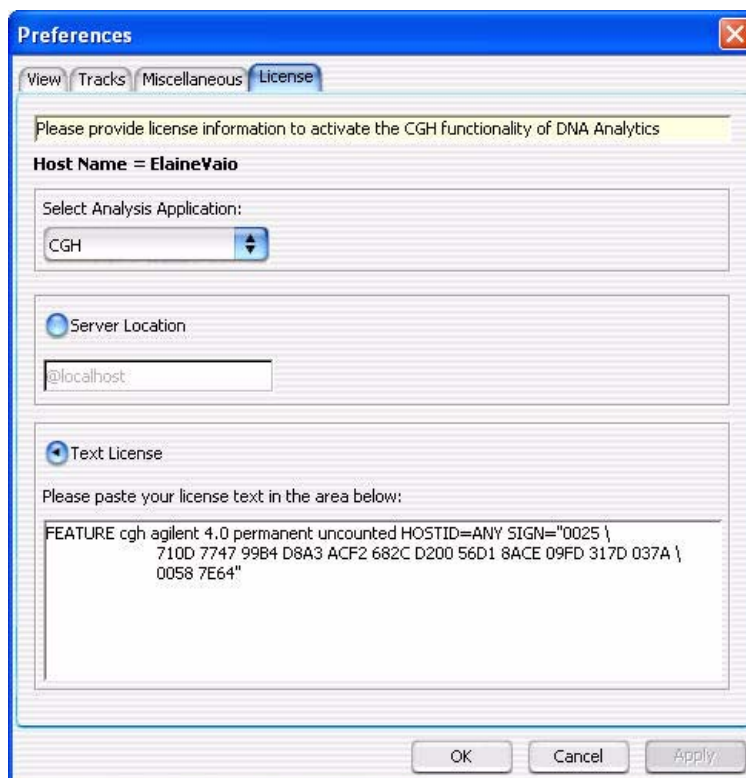 Preferences
View Tracks Miscellaneous License
Please provide license information to activate the CGH functionality of DNA Analytics
Host Name = ElaineVaio
Select Analysis Application:
CGH
Server Location
@localhost
Text License
Please paste your license text in the area below:
FEATURE cgh agilent 4.0 permanent uncounted HOSTID=ANY SIGN="0025 \
710D 7747 99B4 D8A3 ACF2 682C D200 56D1 8ACE 09FD 317D 037A \
0058 7E64"
OK Cancel Apply